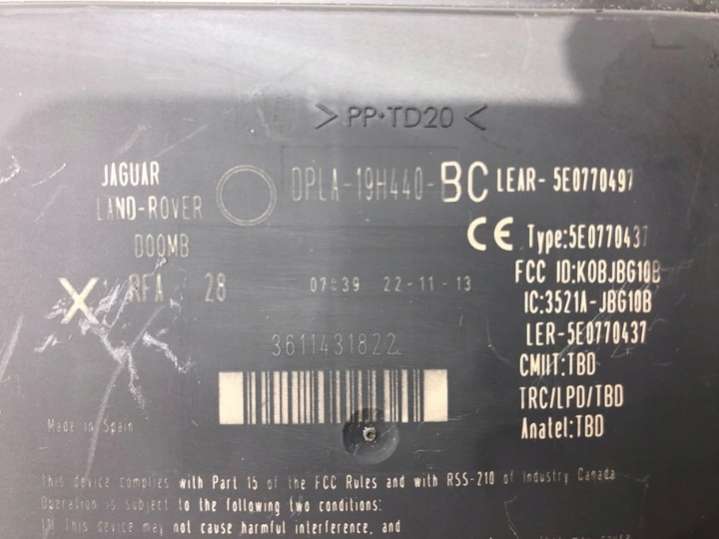 >PP•TD20<
JAGUAR
LAND-ROVER
DPLA-19H440-BC
LEAR-5E0770497
DOOMB
CE Type:5E0770437
FCC ID:KOBJBG10B
X RFA 28
22-11-13
IC:3521A-JBG10B
LER-5E0770437
3611431822
CMIIT:TBD
TRC/LPD/TBD
Anatel:TBD
Made in Spain
G
This device complies with Part 15 of the FCC Rules and with RSS-210 of Industry Canada
Operation is subject to the following two conditions:
(1) This device may not cause harmful interference, and